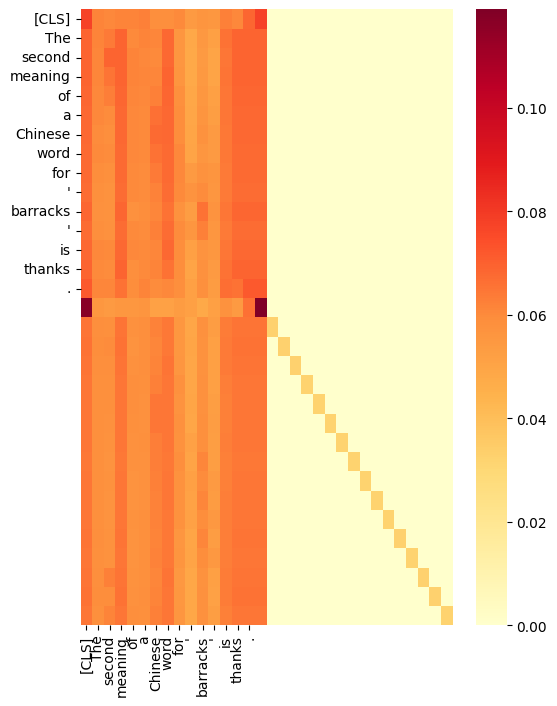 [CLS]
The
second
meaning
of
a
Chinese
word
for
'
barracks
'
is
thanks
.
0.10
0.08
0.06
0.04
0.02
0.00
[CLS]
The
second
meaning
of
a
Chinese
word
for
'
barracks
'
is
thanks
.